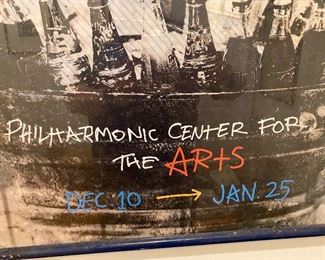 PHILHARMONIC CENTER FOR
THE ARTS
DEC. 10 → JAN. 25